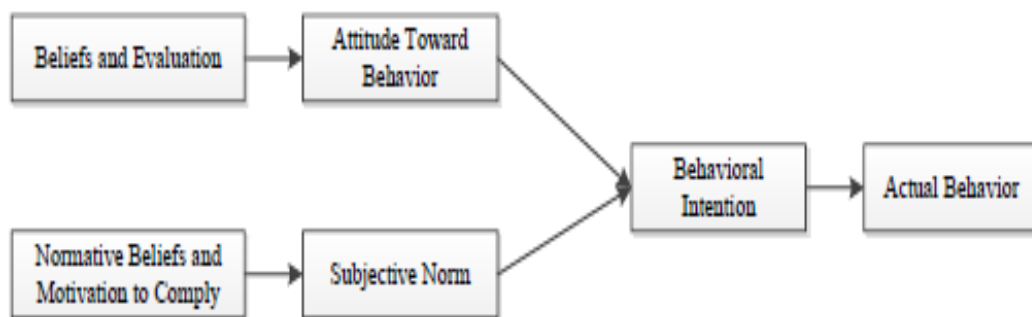 Beliefs and Evaluation
Attitude Toward
Behavior
Behavioral
Intention
Actual Behavior
Normative Beliefs and
Motivation to Comply
Subjective Norm